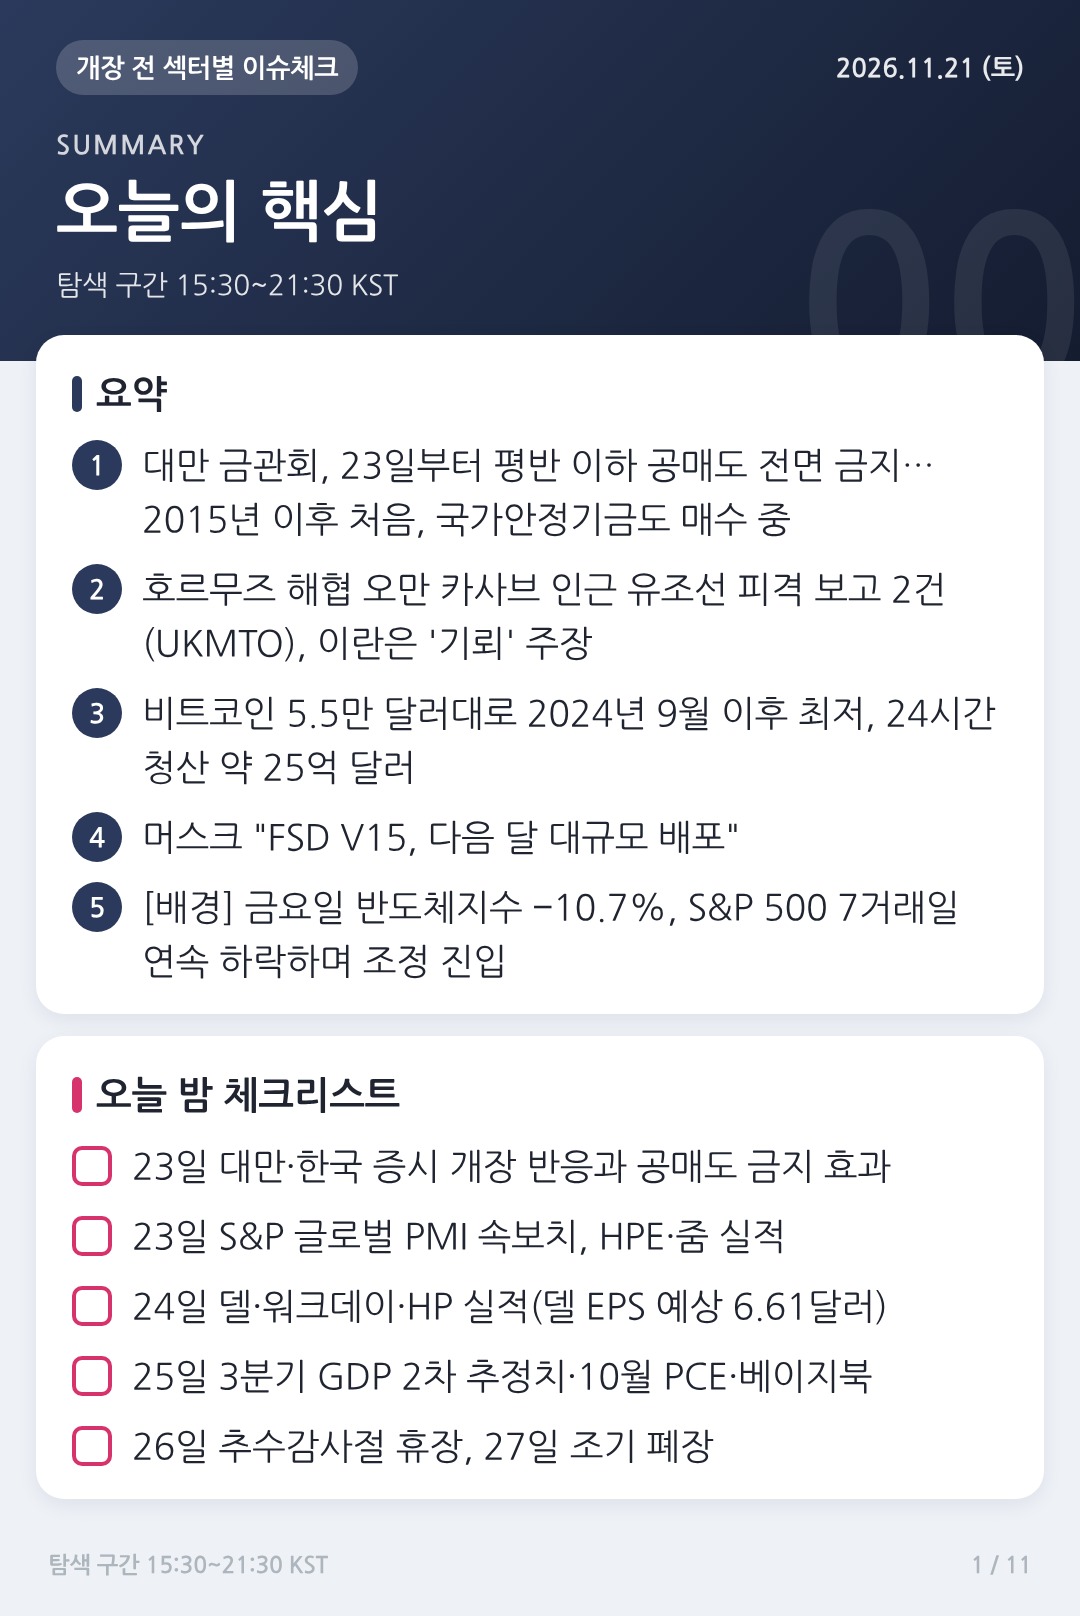 개장 전 섹터별 이슈체크
2026.11.21 (토)
SUMMARY
오늘의 핵심
탐색 구간 15:30~21:30 KST
00
요약
1 대만 금관회, 23일부터 평반 이하 공매도 전면 금지…
2015년 이후 처음, 국가안정기금도 매수 중
2 호르무즈 해협 오만 카사브 인근 유조선 피격 보고 2건
(UKMTO), 이란은 '기뢰' 주장
3 비트코인 5.5만 달러대로 2024년 9월 이후 최저, 24시간
청산 약 25억 달러
4 머스크 "FSD V15, 다음 달 대규모 배포"
5 [배경] 금요일 반도체지수 −10.7%, S&P 500 7거래일
연속 하락하며 조정 진입
오늘 밤 체크리스트
23일 대만·한국 증시 개장 반응과 공매도 금지 효과
23일 S&P 글로벌 PMI 속보치, HPE·줌 실적
24일 델·워크데이·HP 실적(델 EPS 예상 6.61달러)
25일 3분기 GDP 2차 추정치·10월 PCE·베이지북
26일 추수감사절 휴장, 27일 조기 폐장
탐색 구간 15:30~21:30 KST
1 / 11